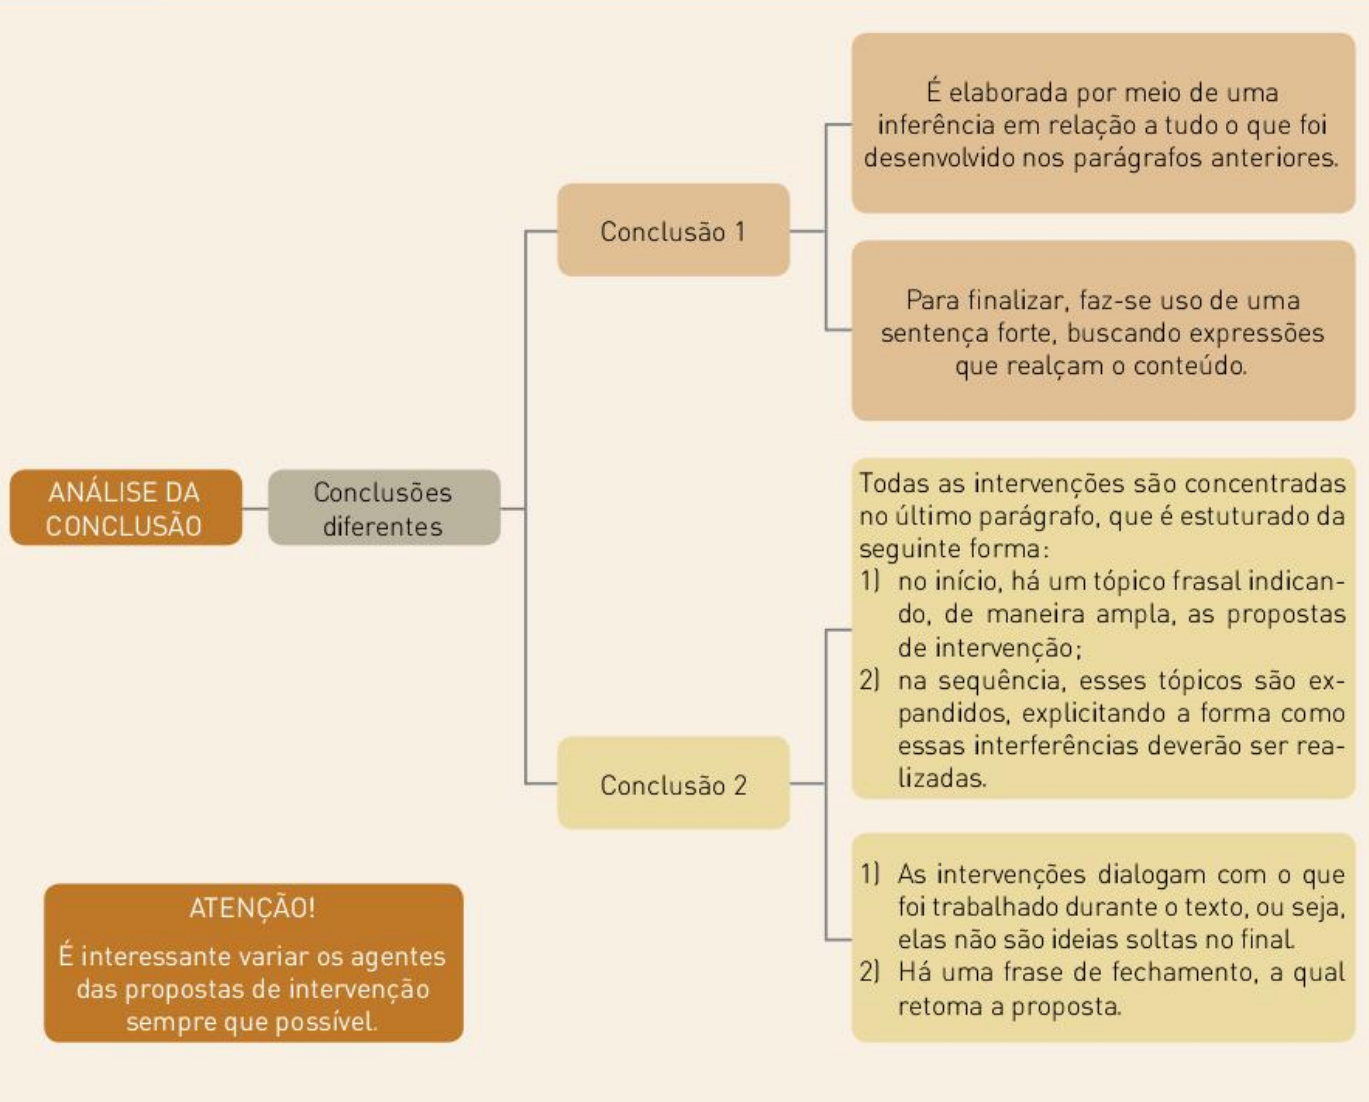 ANÁLISE DA
CONCLUSÃO
Conclusões
diferentes
Conclusão 1
É elaborada por meio de uma
inferência em relação a tudo o que foi
desenvolvido nos parágrafos anteriores.
Para finalizar, faz-se uso de uma
sentença forte, buscando expressões
que realçam o conteúdo.
Conclusão 2
Todas as intervenções são concentradas
no último parágrafo, que é estuturado da
seguinte forma:
1) no início, há um tópico frasal indican-
do, de maneira ampla, as propostas
de intervenção;
2) na sequência, esses tópicos são ex-
pandidos, explicitando a forma como
essas interferências deverão ser rea-
lizadas.
1) As intervenções dialogam com o que
foi trabalhado durante o texto, ou seja,
elas não são ideias soltas no final.
2) Há uma frase de fechamento, a qual
retoma a proposta.
ATENÇÃO!
É interessante variar os agentes
das propostas de intervenção
sempre que possível.